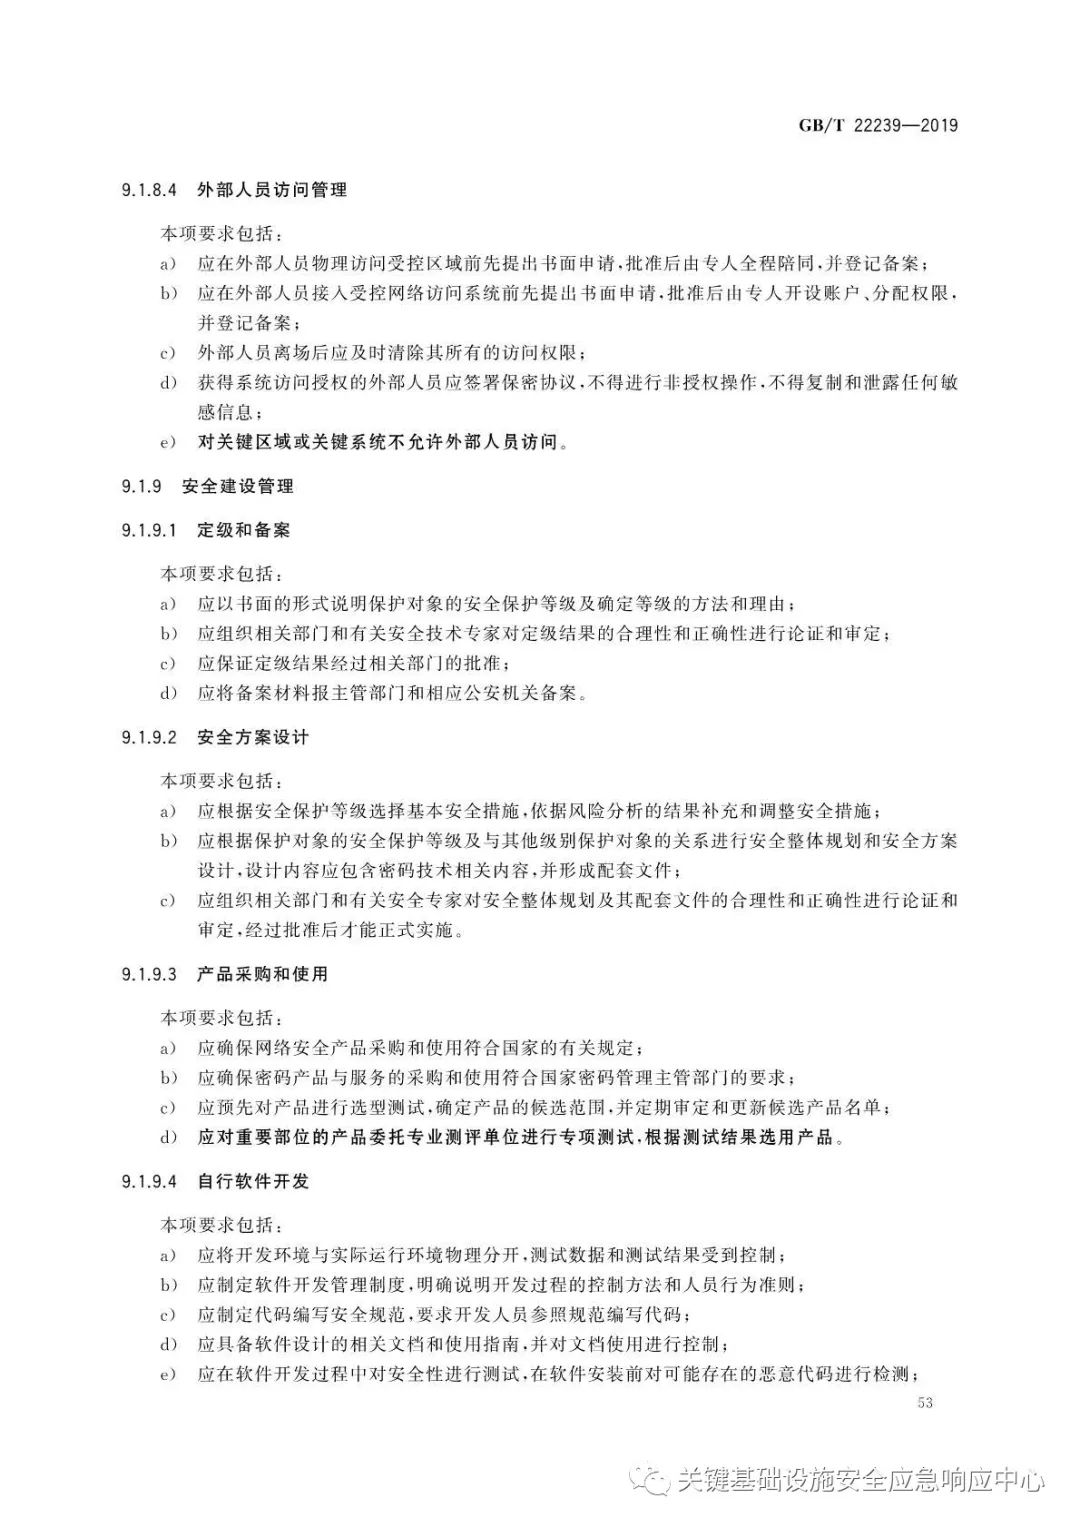 GB/T 22239—2019
9.1.8.4 外部人员访问管理
本项要求包括:
a) 应在外部人员物理访问受控区域前先提出书面申请,批准后由专人全程陪同,并登记备案;
b) 应在外部人员接入受控网络访问系统前先提出书面申请,批准后由专人开设账户、分配权限,
并登记备案;
c) 外部人员离场后应及时清除其所有的访问权限;
d) 获得系统访问授权的外部人员应签署保密协议,不得进行非授权操作,不得复制和泄露任何敏
感信息;
e) 对关键区域或关键系统不允许外部人员访问。
9.1.9 安全建设管理
9.1.9.1 定级和备案
本项要求包括:
a) 应以书面的形式说明保护对象的安全保护等级及确定等级的方法和理由;
b) 应组织相关部门和有关安全技术专家对定级结果的合理性和正确性进行论证和审定;
c) 应保证定级结果经过相关部门的批准;
d) 应将备案材料报主管部门和相应公安机关备案。
9.1.9.2 安全方案设计
本项要求包括:
a) 应根据安全保护等级选择基本安全措施,依据风险分析的结果补充和调整安全措施;
b) 应根据保护对象的安全保护等级及与其他级别保护对象的关系进行安全整体规划和安全方案
设计,设计内容应包含密码技术相关内容,并形成配套文件;
c) 应组织相关部门和有关安全专家对安全整体规划及其配套文件的合理性和正确性进行论证和
审定,经过批准后才能正式实施。
9.1.9.3 产品采购和使用
本项要求包括:
a) 应确保网络安全产品采购和使用符合国家的有关规定;
b) 应确保密码产品与服务的采购和使用符合国家密码管理主管部门的要求;
c) 应预先对产品进行选型测试,确定产品的候选范围,并定期审定和更新候选产品名单;
d) 应对重要部位的产品委托专业测评单位进行专项测试,根据测试结果选用产品。
9.1.9.4 自行软件开发
本项要求包括:
a) 应将开发环境与实际运行环境物理分开,测试数据和测试结果受到控制;
b) 应制定软件开发管理制度,明确说明开发过程的控制方法和人员行为准则;
c) 应制定代码编写安全规范,要求开发人员参照规范编写代码;
d) 应具备软件设计的相关文档和使用指南,并对文档使用进行控制;
e) 应在软件开发过程中对安全性进行测试,在软件安装前对可能存在的恶意代码进行检测;
53
关键基础设施安全应急响应中心